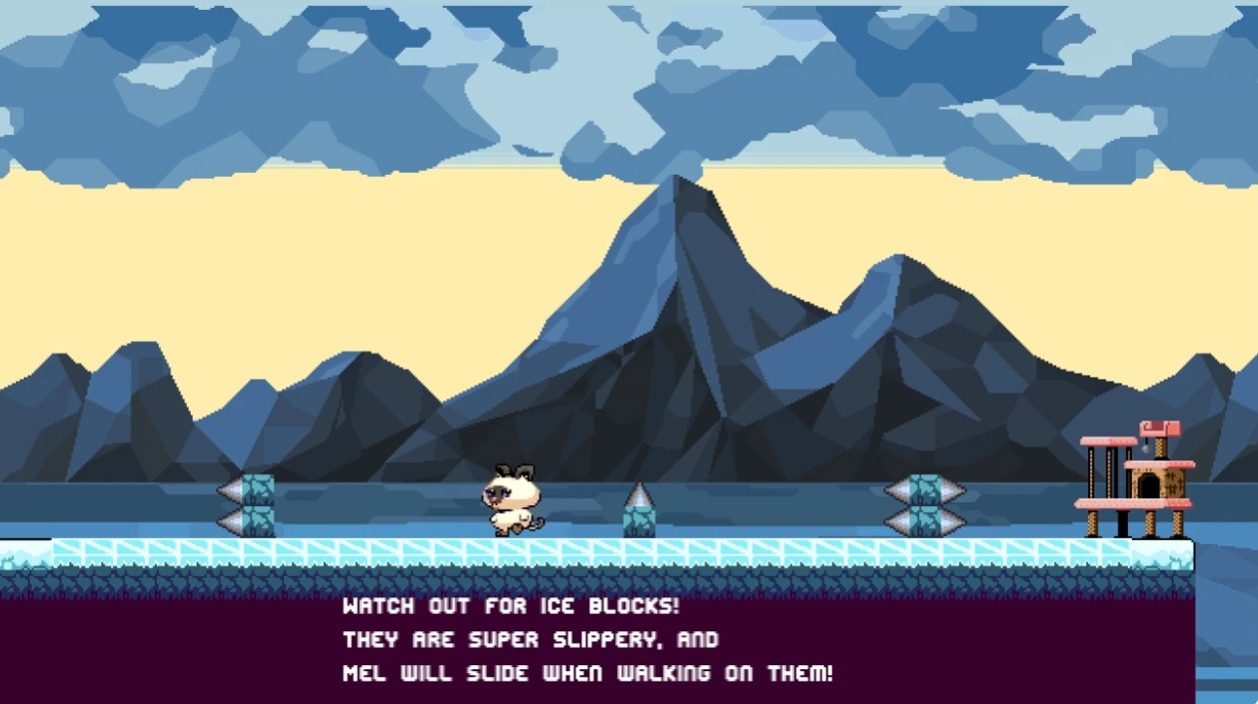 WATCH OUT FOR ICE BLOCKS!
THEY ARE SUPER SLIPPERY, AND
MEL WILL SLIDE WHEN WALKING ON THEM!